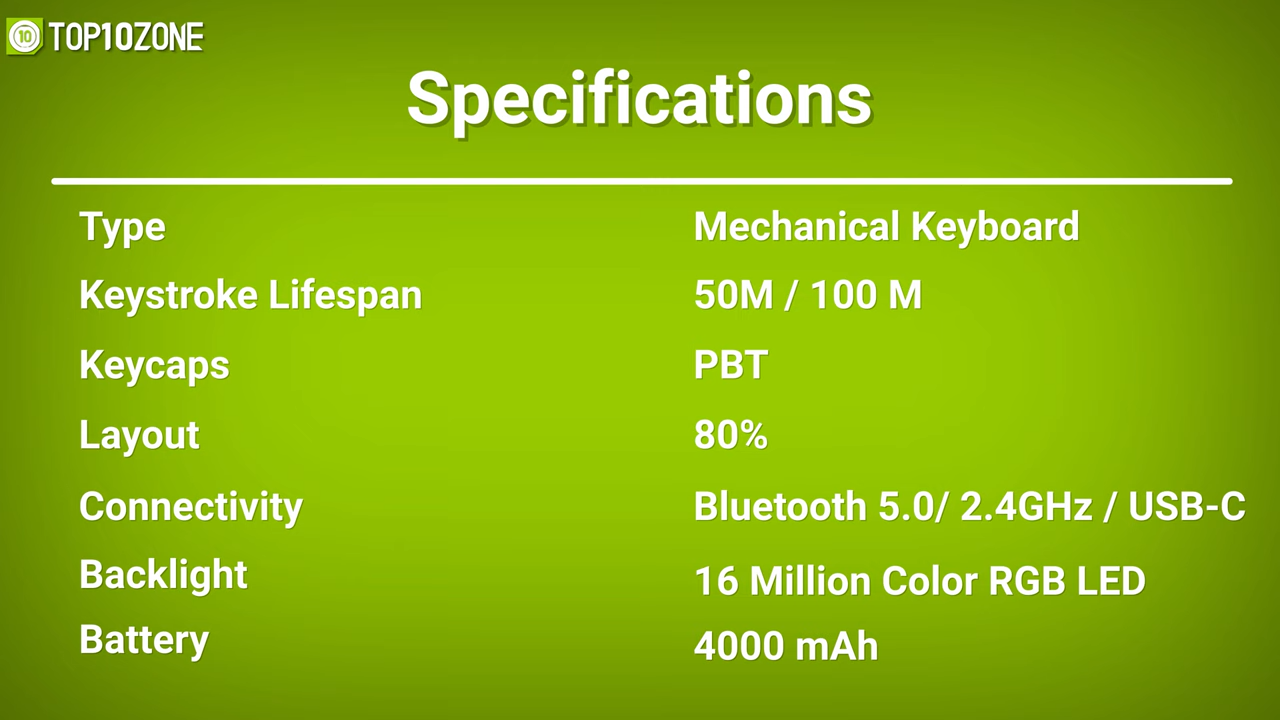 10 TOP10ZONE
Specifications
Type Mechanical Keyboard
Keystroke Lifespan 50M / 100 M
Keycaps PBT
Layout 80%
Connectivity Bluetooth 5.0/ 2.4GHz / USB-C
Backlight 16 Million Color RGB LED
Battery 4000 mAh